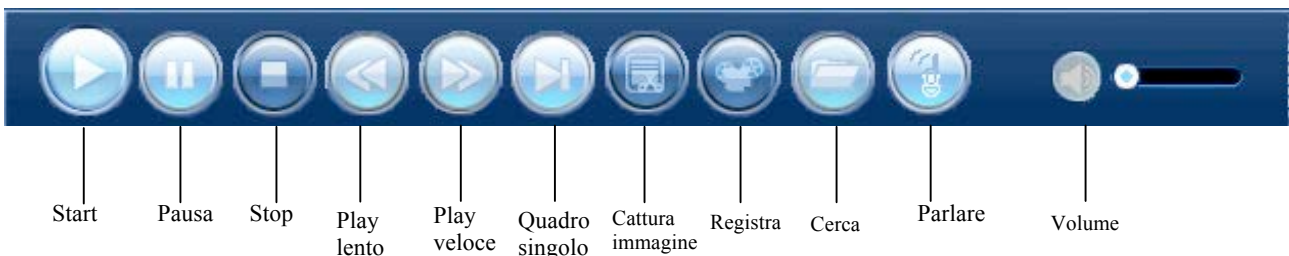 Start
Pausa
Stop
Play
lento
Play
veloce
Quadro
singolo
Cattura
immagine
Registra
Cerca
Parlare
Volume